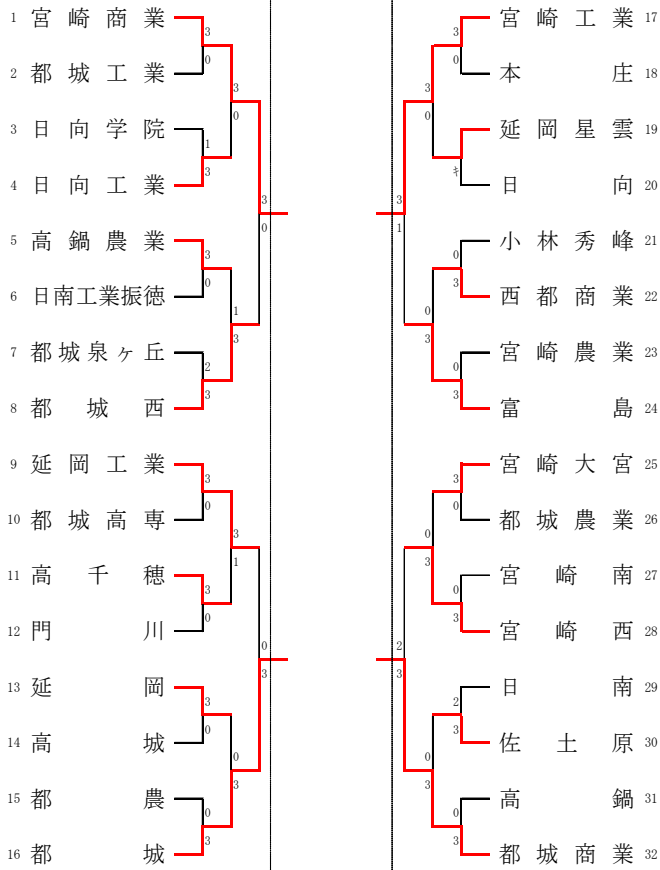 1 宮崎商業
3
0
2 都城工業
3
0
3 日向学院
1
3
4 日向工業
3
0
5 高鍋農業
3
0
6 日南工業振徳
1
3
7 都城泉ヶ丘
2
3
8 都城西
9 延岡工業
3
0
10 都城高専
3
1
11 高千穂
3
0
12 門川
0
3
13 延岡
3
0
14 高城
0
3
15 都農
0
3
16 都城
宮崎工業 17
3
0
本庄 18
3
0
延岡星雲 19
ｷ
日向 20
3
1
小林秀峰 21
0
3
西都商業 22
0
3
宮崎農業 23
0
3
富島 24
宮崎大宮 25
3
0
都城農業 26
0
3
宮崎南 27
0
3
宮崎西 28
2
3
日南 29
2
3
佐土原 30
0
3
高鍋 31
0
3
都城商業 32